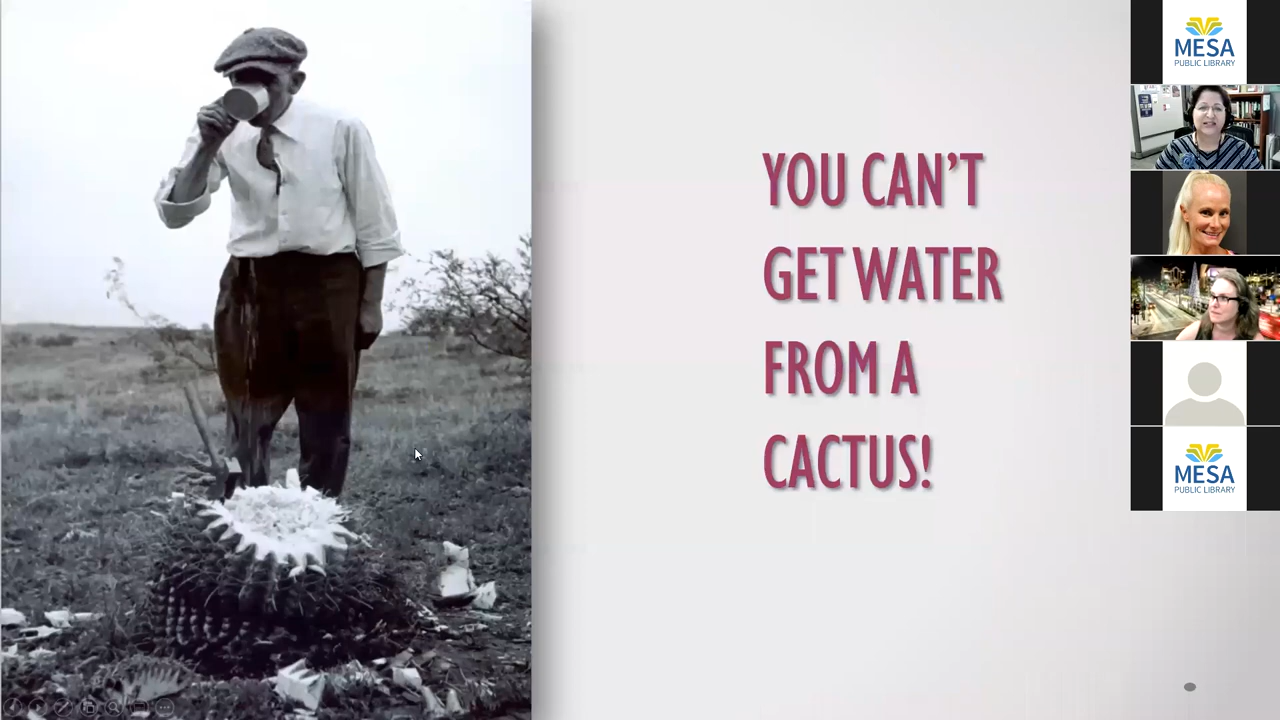 YOU CAN'T
GET WATER
FROM A
CACTUS!
MESA
PUBLIC LIBRARY
MESA
PUBLIC LIBRARY